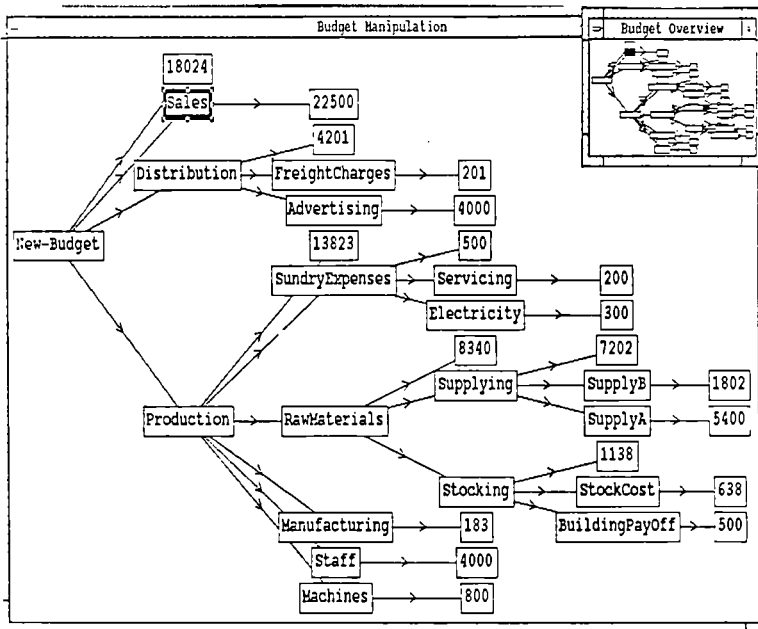 Budget Manipulation
Budget Overview
18024
Sales
22500
4201
Distribution
FreightCharges
201
Advertising
4000
New-Budget
13823
500
SundryExpenses
Servicing
200
Electricity
300
8340
7202
Supplying
SupplyB
1802
Production
RawMaterials
SupplyA
5400
1138
Stocking
StockCost
638
Manufacturing
183
BuildingPayOff
500
Staff
4000
Machines
800